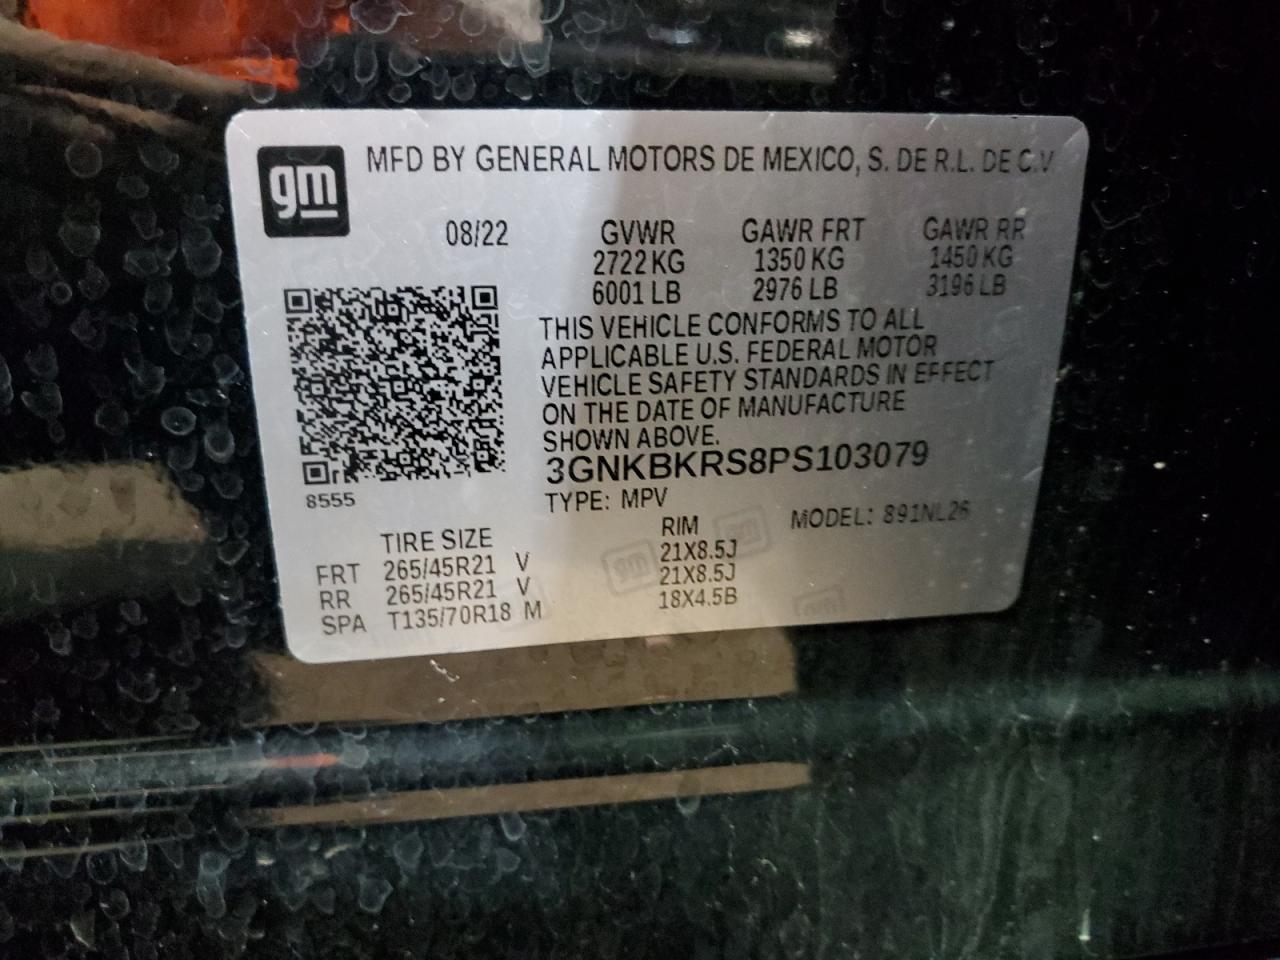 gm
MFD BY GENERAL MOTORS DE MEXICO, S. DE R.L. DE C.V
08/22
GVWR GAWR FRT GAWR RR
2722 KG 1350 KG 1450 KG
6001 LB 2976 LB 3196 LB
THIS VEHICLE CONFORMS TO ALL
APPLICABLE U.S. FEDERAL MOTOR
VEHICLE SAFETY STANDARDS IN EFFECT
ON THE DATE OF MANUFACTURE
SHOWN ABOVE.
3GNKBKRS8PS103079
8555
TYPE: MPV MODEL: 891NL26
TIRE SIZE RIM
FRT 265/45R21 V 21X8.5J
RR 265/45R21 V 21X8.5J
SPA T135/70R18 M 18X4.5B
gm
gm
gm